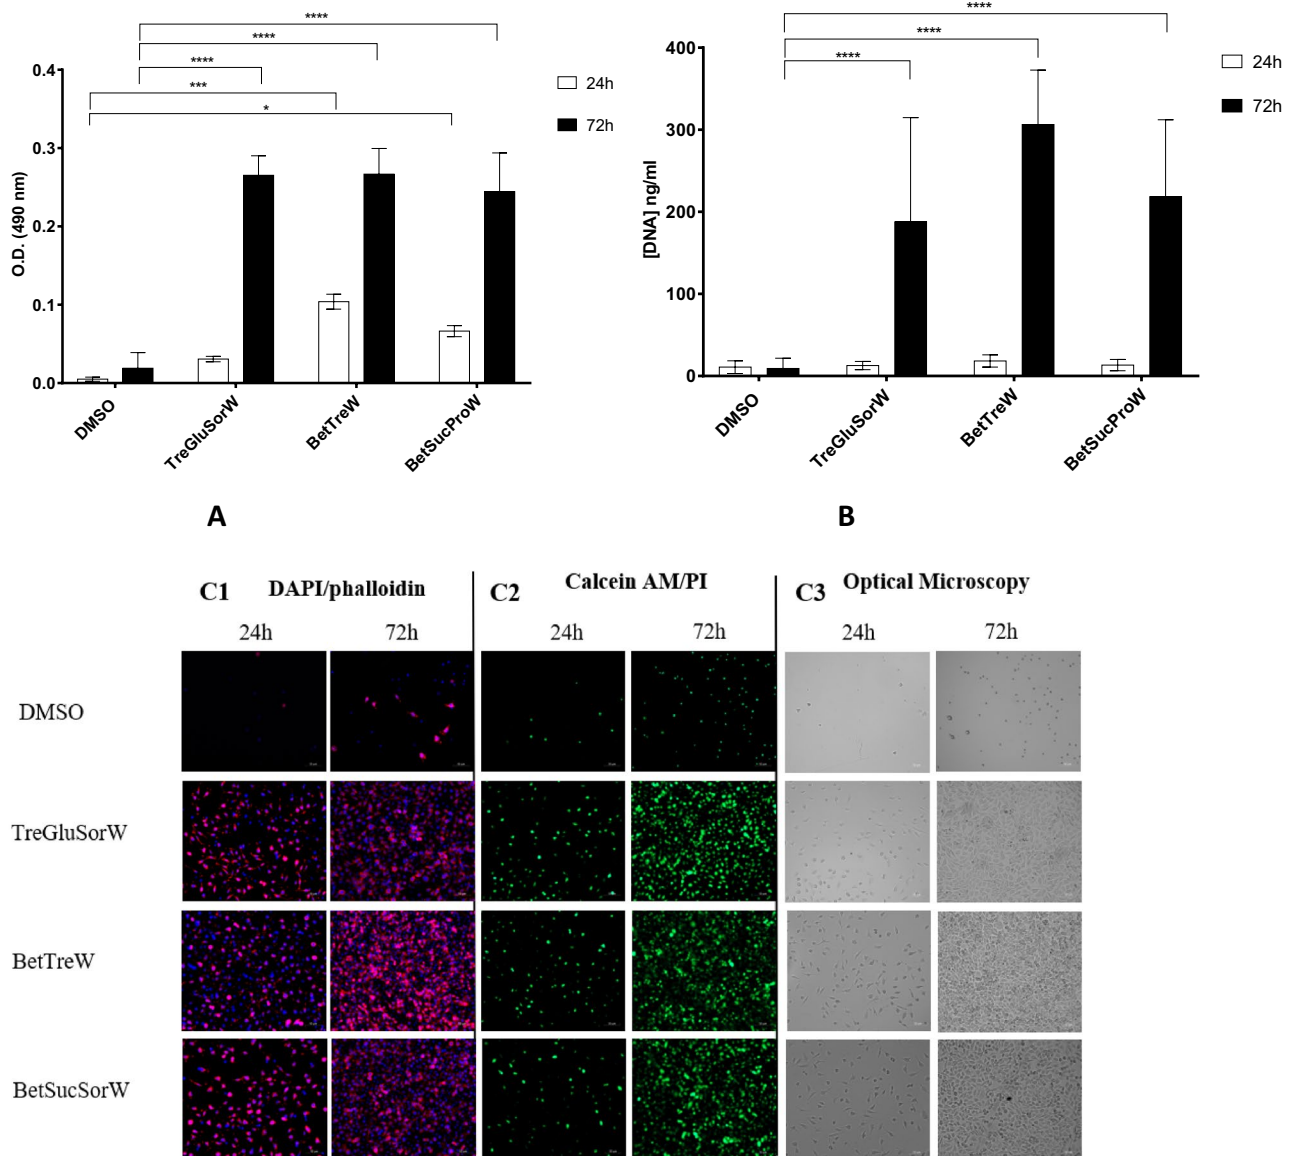 ****
****
****
***
*
0.4
0.3
0.2
0.1
0.0
O.D. (490 nm)
24h
72h
DMSO
TreGluSorW
BetTreW
BetSucProW
A
****
****
****
400
300
200
100
0
[DNA] ng/ml
24h
72h
DMSO
TreGluSorW
BetTreW
BetSucProW
B
C1 DAPI/phalloidin
C2 Calcein AM/PI
C3 Optical Microscopy
24h 72h 24h 72h 24h 72h
DMSO
TreGluSorW
BetTreW
BetSucSorW